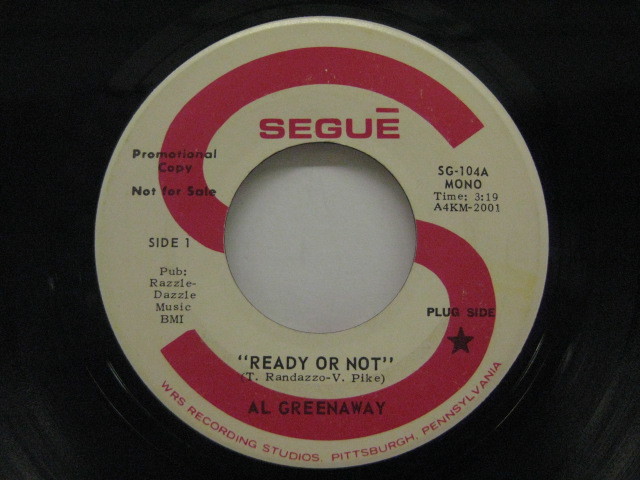 SEGUĒ
Promotional
Copy
Not for Sale
SG-104A
MONO
Time: 3:19
A4KM-2001
SIDE 1
Pub:
Razzle-
Dazzle
Music
BMI
PLUG SIDE
"READY OR NOT"
(T. Randazzo-V. Pike)
AL GREENAWAY
WRS RECORDING STUDIOS, PITTSBURGH, PENNSYLVANIA